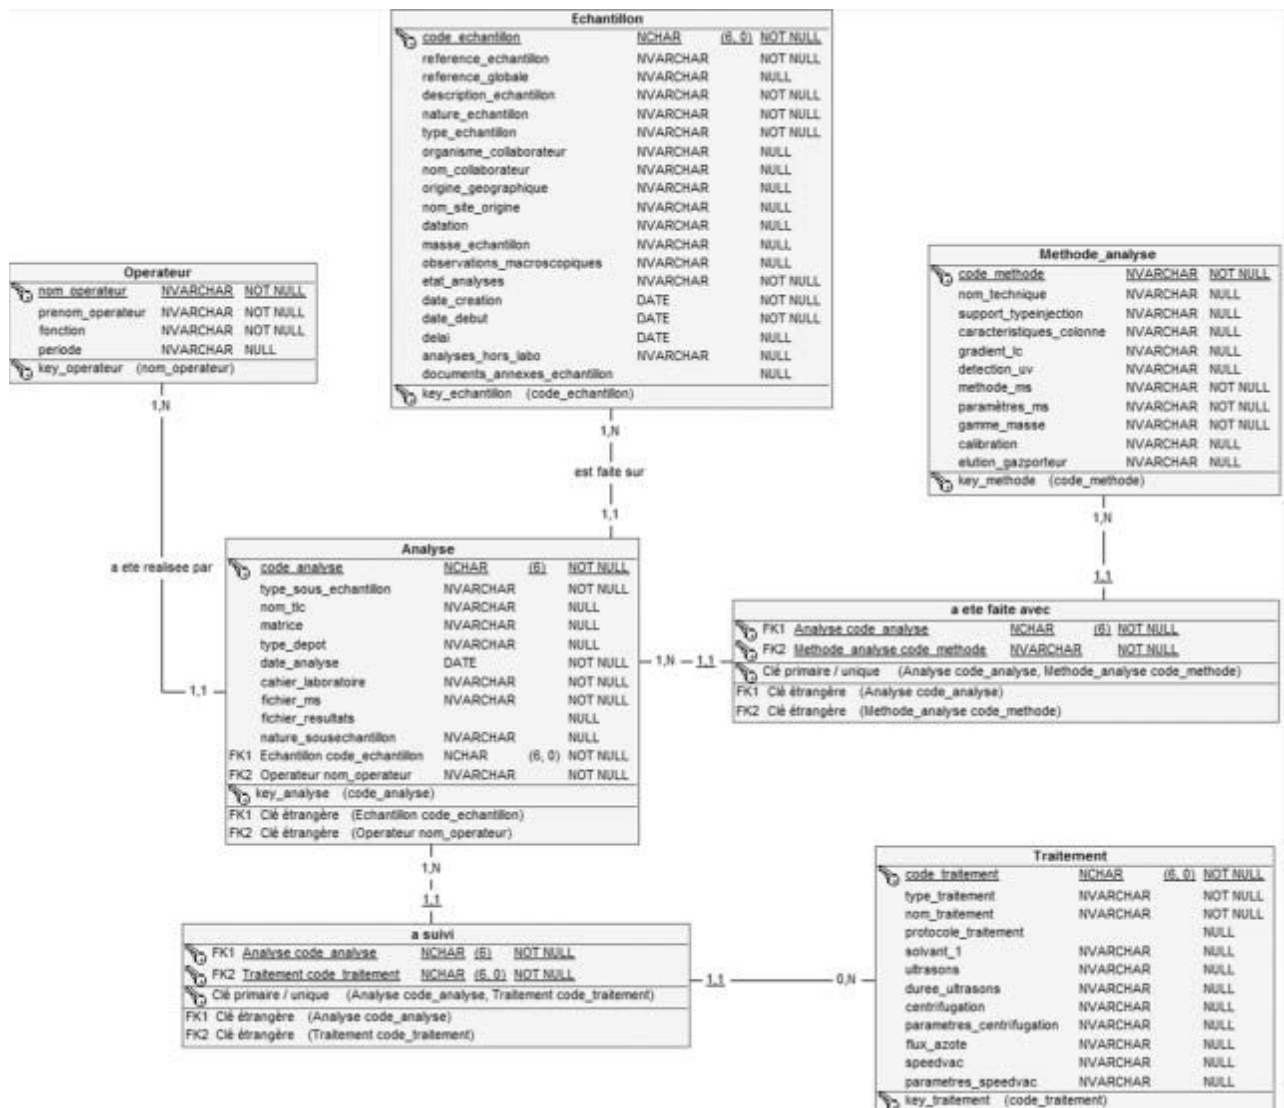 Echantillon
code_echantillon NCHAR (6, 0) NOT NULL
reference_echantillon NVARCHAR NOT NULL
reference_globale NVARCHAR NULL
description_echantillon NVARCHAR NOT NULL
nature_echantillon NVARCHAR NOT NULL
type_echantillon NVARCHAR NOT NULL
organisme_collaborateur NVARCHAR NULL
nom_collaborateur NVARCHAR NULL
origine_geographique NVARCHAR NULL
nom_site_origine NVARCHAR NULL
datation NVARCHAR NULL
masse_echantillon NVARCHAR NULL
observations_macroscopiques NVARCHAR NULL
etat_analyses NVARCHAR NOT NULL
date_creation DATE NOT NULL
date_debut DATE NOT NULL
delai DATE NULL
analyses_hors_labo NVARCHAR NULL
documents_annexes_echantillon NULL
key_echantillon (code_echantillon)
Operateur
nom_operateur NVARCHAR NOT NULL
prenom_operateur NVARCHAR NOT NULL
fonction NVARCHAR NOT NULL
periode NVARCHAR NULL
key_operateur (nom_operateur)
Methode_analyse
code_methode NVARCHAR NOT NULL
nom_technique NVARCHAR NULL
support_typeinjection NVARCHAR NULL
caracteristiques_colonne NVARCHAR NULL
gradient_lc NVARCHAR NULL
detection_uv NVARCHAR NULL
methode_ms NVARCHAR NOT NULL
paramètres_ms NVARCHAR NOT NULL
gamme_masse NVARCHAR NOT NULL
calibration NVARCHAR NULL
elution_gazporteur NVARCHAR NULL
key_methode (code_methode)
1,N
a ete realisee par
1,1
1,N
est faite sur
1,1
1,N
1,1
Analyse
code_analyse NCHAR (6) NOT NULL
type_sous_echantillon NVARCHAR NOT NULL
nom_tlc NVARCHAR NULL
matrice NVARCHAR NULL
type_depot NVARCHAR NULL
date_analyse DATE NOT NULL
cahier_laboratoire NVARCHAR NOT NULL
fichier_ms NVARCHAR NOT NULL
fichier_resultats NULL
nature_sousechantillon NVARCHAR NULL
FK1 Echantillon code_echantillon NCHAR (6, 0) NOT NULL
FK2 Operateur nom_operateur NVARCHAR NOT NULL
key_analyse (code_analyse)
FK1 Clé étrangère (Echantillon code_echantillon)
FK2 Clé étrangère (Operateur nom_operateur)
1,N 1,1
a ete faite avec
FK1 Analyse code_analyse NCHAR (6) NOT NULL
FK2 Methode_analyse code_methode NVARCHAR NOT NULL
Clé primaire / unique (Analyse code_analyse, Methode_analyse code_methode)
FK1 Clé étrangère (Analyse code_analyse)
FK2 Clé étrangère (Methode_analyse code_methode)
1,N
1,1
a suivi
FK1 Analyse code_analyse NCHAR (6) NOT NULL
FK2 Traitement code_traitement NCHAR (6, 0) NOT NULL
Clé primaire / unique (Analyse code_analyse, Traitement code_traitement)
FK1 Clé étrangère (Analyse code_analyse)
FK2 Clé étrangère (Traitement code_traitement)
1,1 0,N
Traitement
code_traitement NCHAR (6, 0) NOT NULL
type_traitement NVARCHAR NOT NULL
nom_traitement NVARCHAR NOT NULL
protocole_traitement NULL
solvant_1 NVARCHAR NULL
ultrasons NVARCHAR NULL
duree_ultrasons NVARCHAR NULL
centrifugation NVARCHAR NULL
parametres_centrifugation NVARCHAR NULL
flux_azote NVARCHAR NULL
speedvac NVARCHAR NULL
parametres_speedvac NVARCHAR NULL
key_traitement (code_traitement)